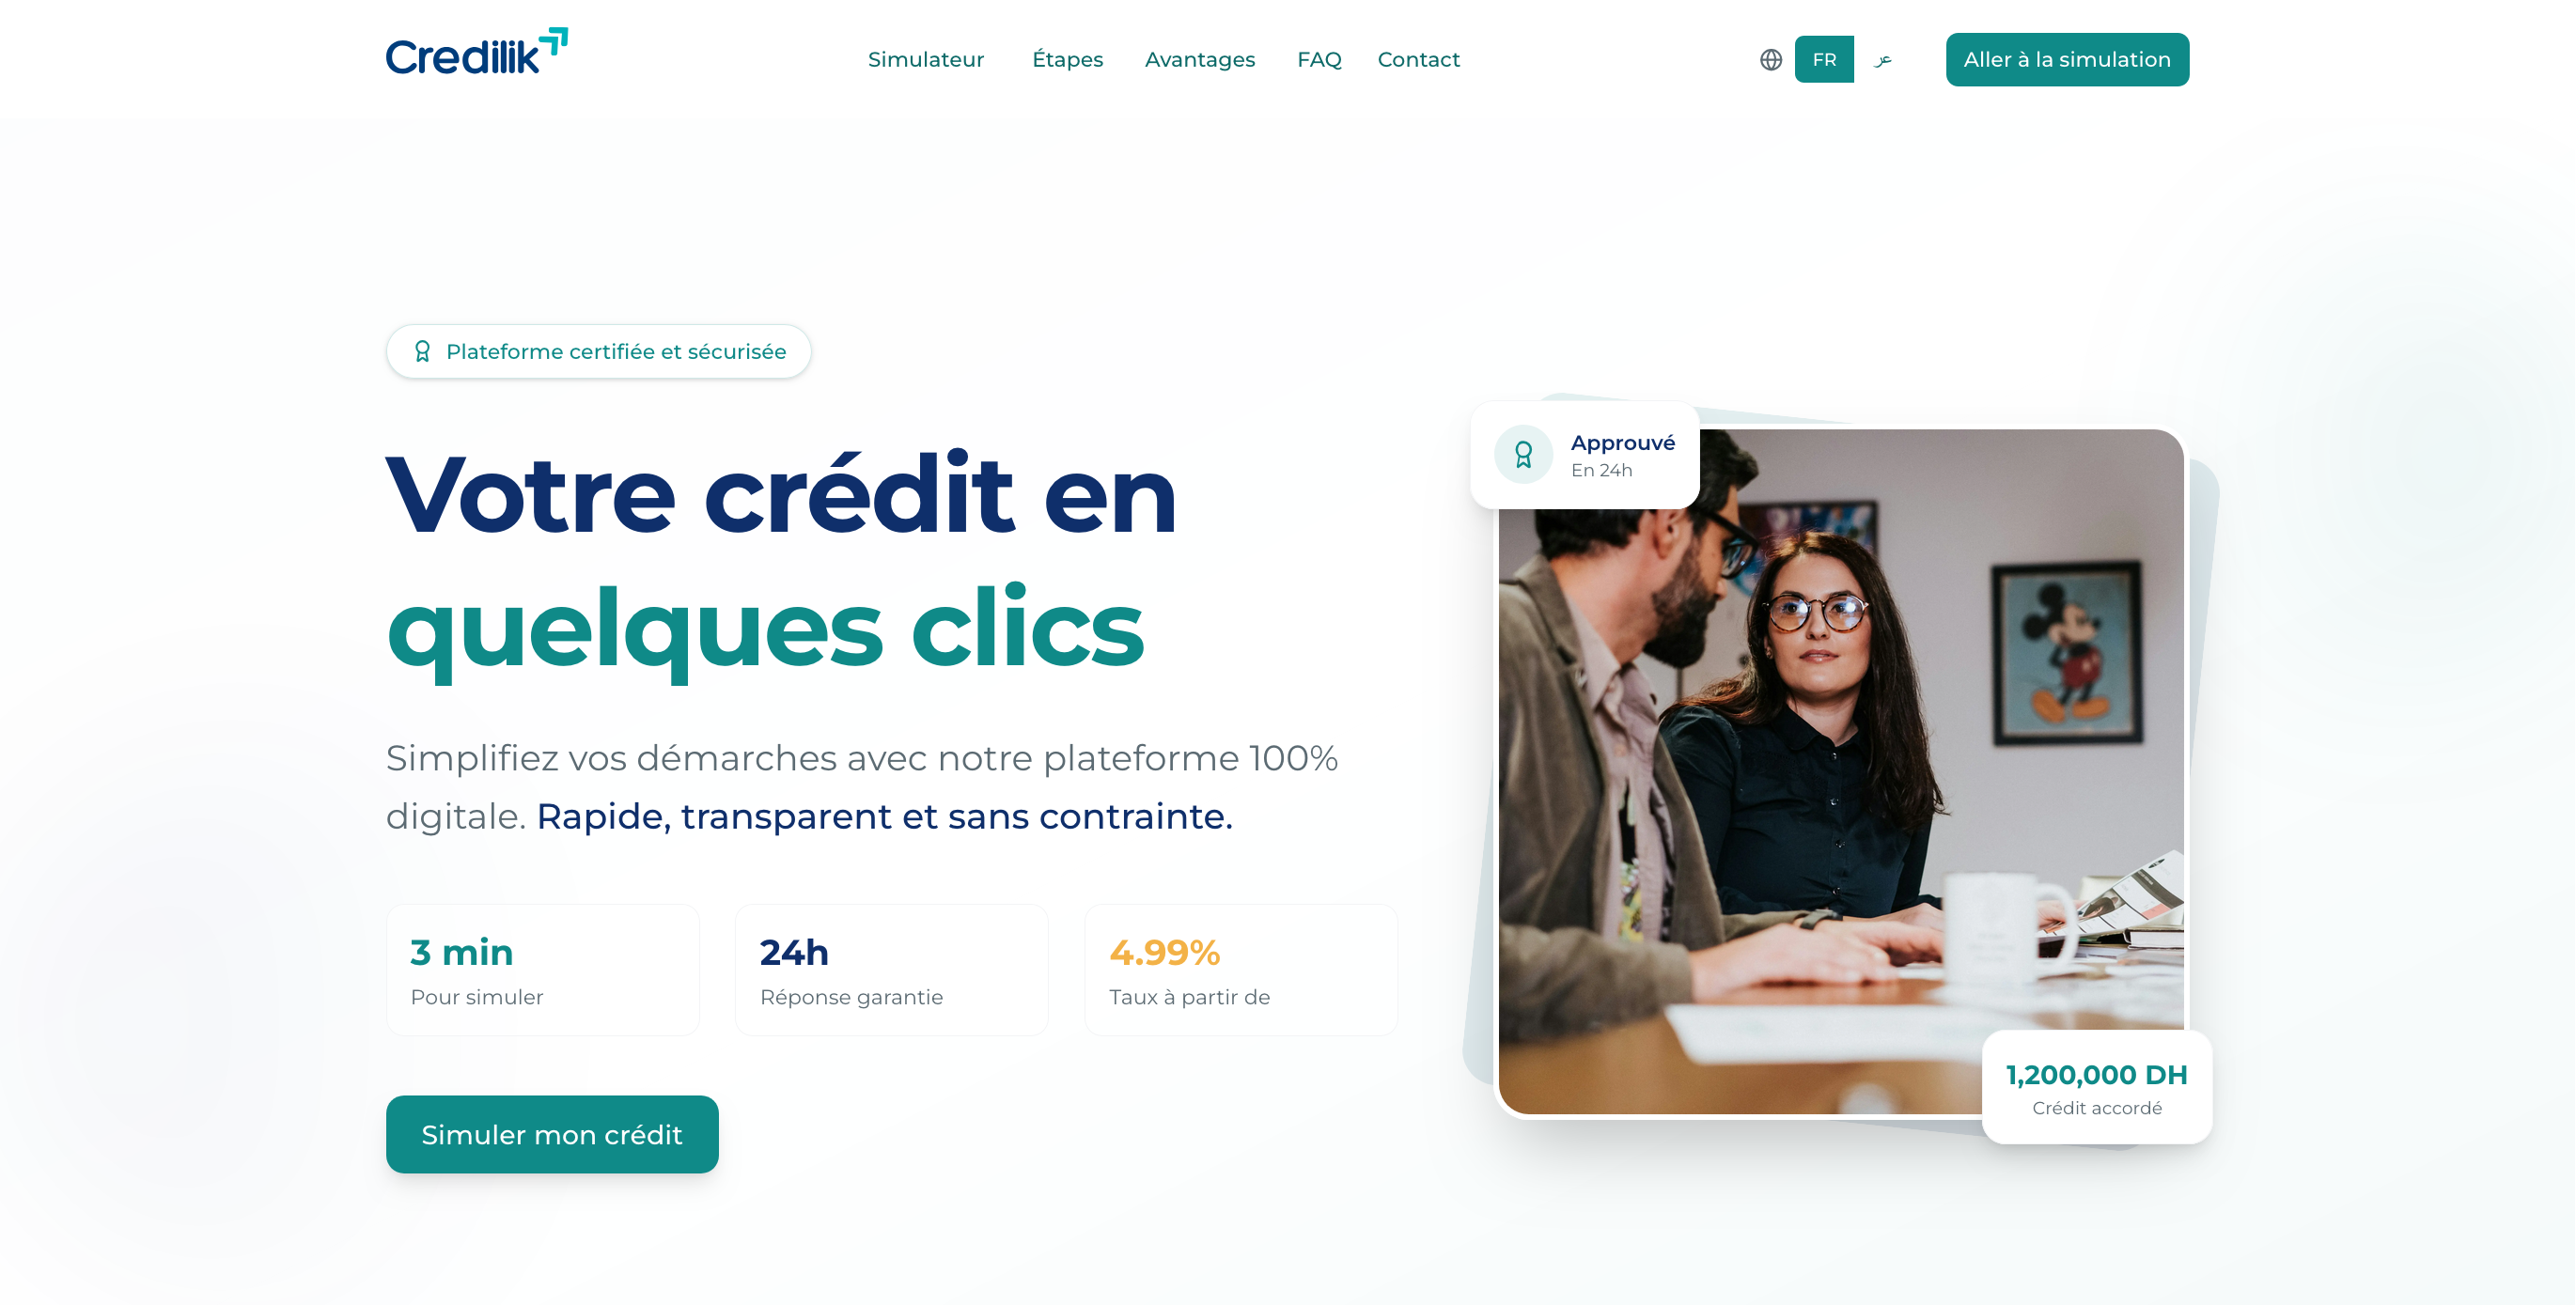 Credilik
Simulateur
Étapes
Avantages
FAQ
Contact
FR
عر
Aller à la simulation
Plateforme certifiée et sécurisée
Votre crédit en
quelques clics
Simplifiez vos démarches avec notre plateforme 100%
digitale. Rapide, transparent et sans contrainte.
3 min
Pour simuler
24h
Réponse garantie
4.99%
Taux à partir de
Simuler mon crédit
Approuvé
En 24h
1,200,000 DH
Crédit accordé